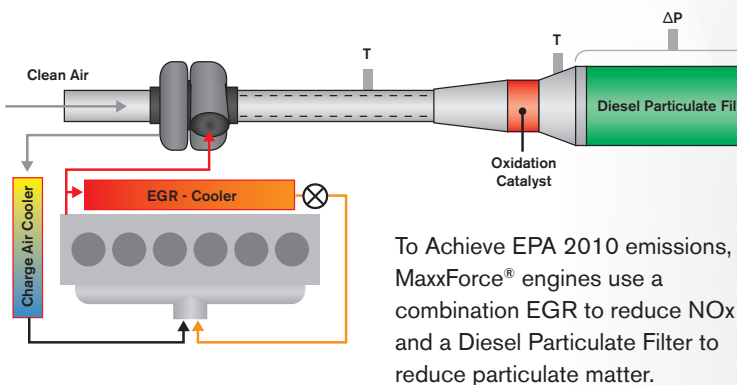 ΔP
T
T
Clean Air
Diesel Particulate Fil
Oxidation
Catalyst
EGR - Cooler
Charge Air Cooler
To Achieve EPA 2010 emissions,
MaxxForce® engines use a
combination EGR to reduce NOx
and a Diesel Particulate Filter to
reduce particulate matter.